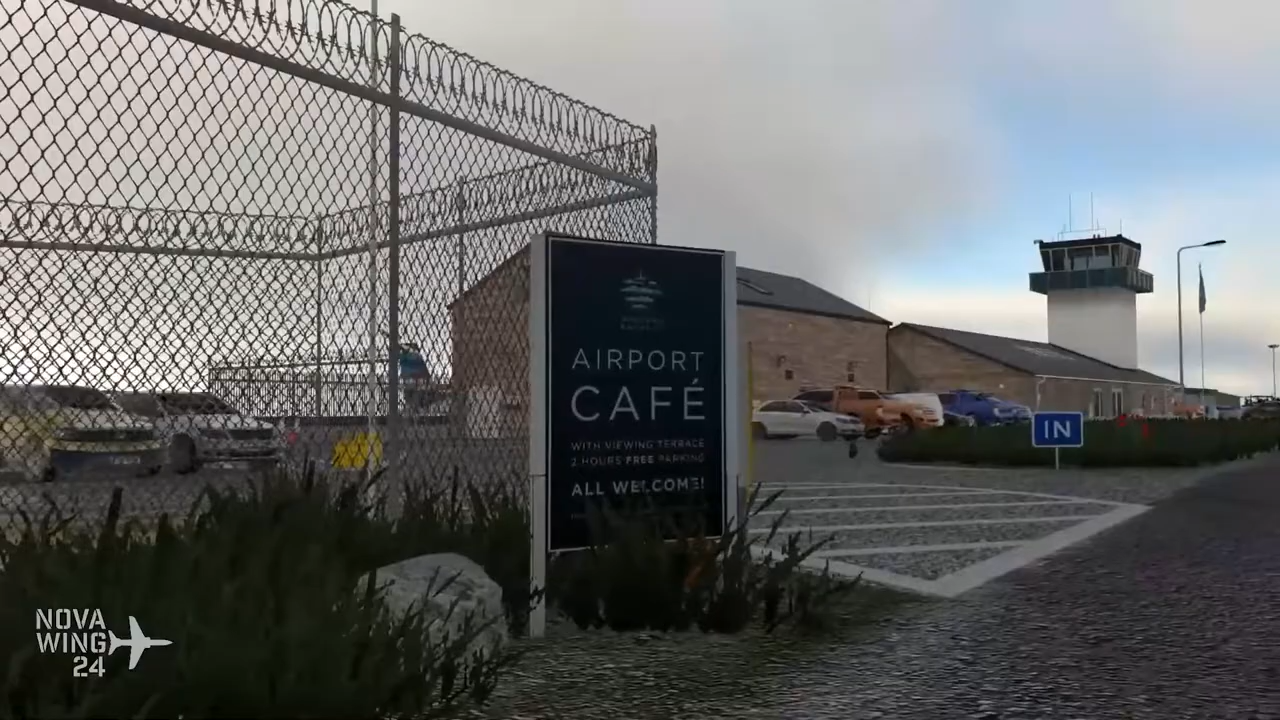 AIRPORT
CAFÉ
WITH VIEWING TERRACE
2 HOURS FREE PARKING
ALL WELCOME!
IN
NOVA
WING
24